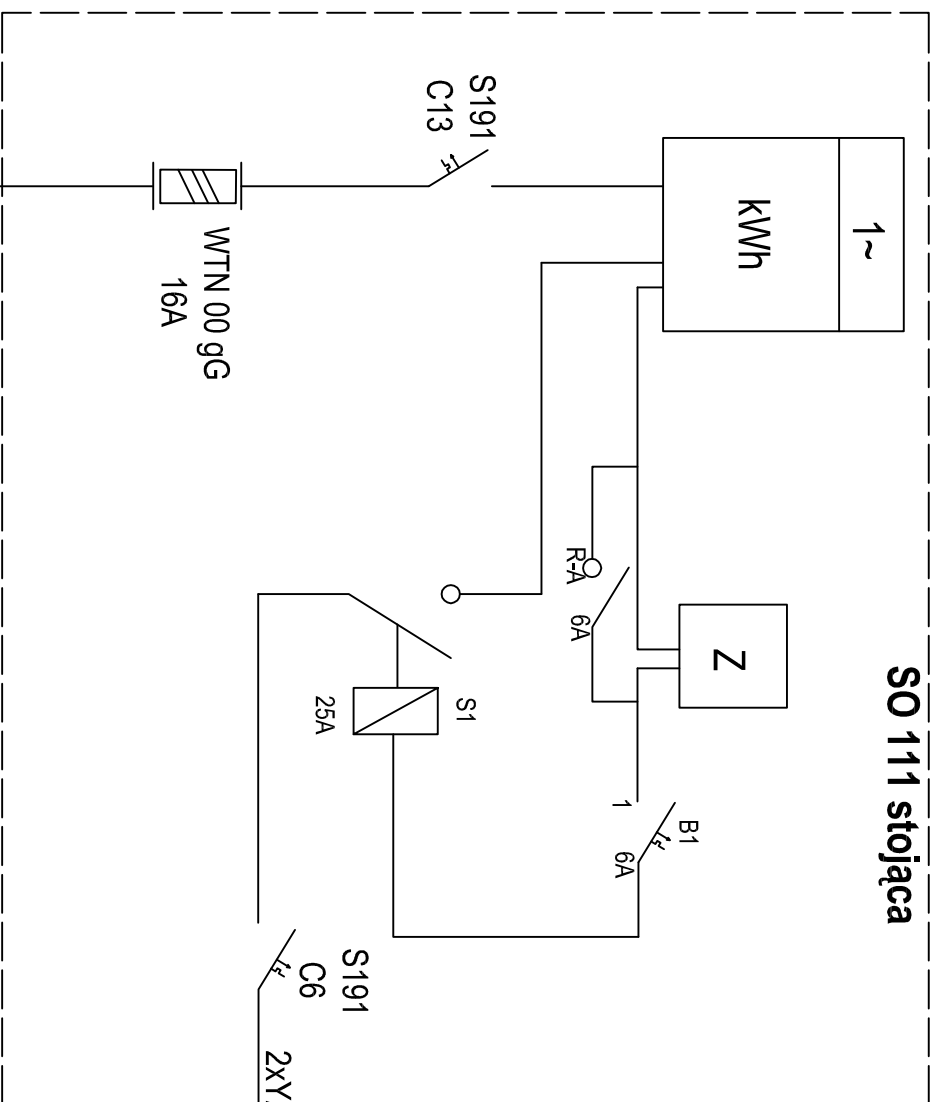 SO 111 stojąca
1~
kWh
Z
S191
C13
WTN 00 gG
16A
R-A
6A
B1
1
6A
S1
25A
S191
C6
2xY